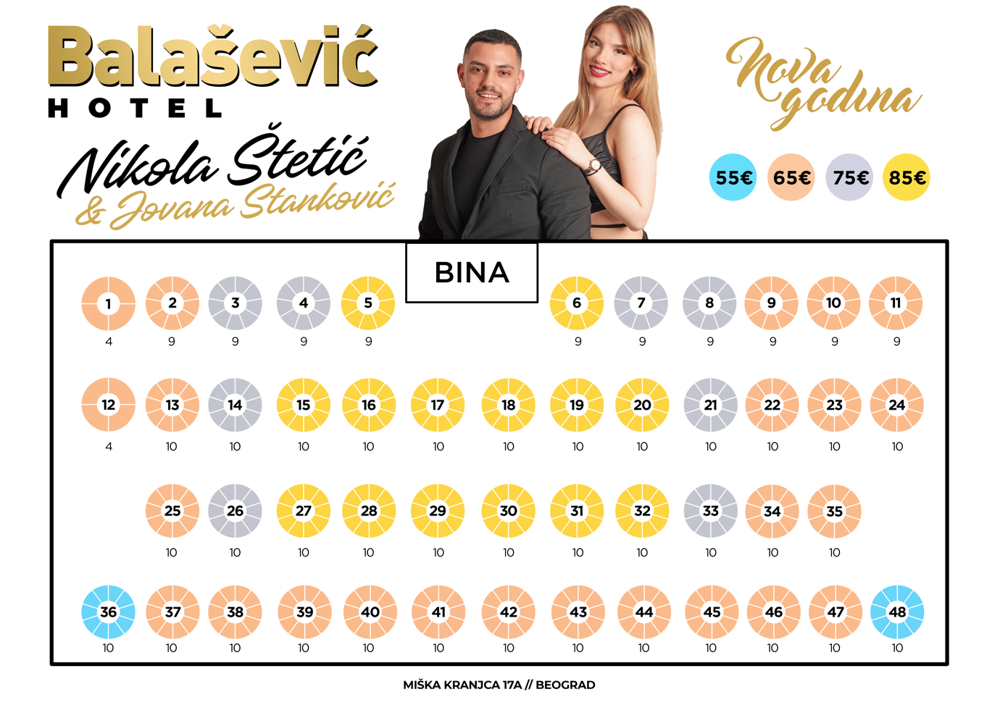 Balašević
HOTEL
Nikola Štetić
& Jovana Stanković
Nova
godina
55€ 65€ 75€ 85€
BINA
1 2 3 4 5 6 7 8 9 10 11
4 9 9 9 9 9 9 9 9 9 9
12 13 14 15 16 17 18 19 20 21 22 23 24
4 10 10 10 10 10 10 10 10 10 10 10 10
25 26 27 28 29 30 31 32 33 34 35
10 10 10 10 10 10 10 10 10 10 10
36 37 38 39 40 41 42 43 44 45 46 47 48
10 10 10 10 10 10 10 10 10 10 10 10 10
MIŠKA KRANJCA 17A // BEOGRAD